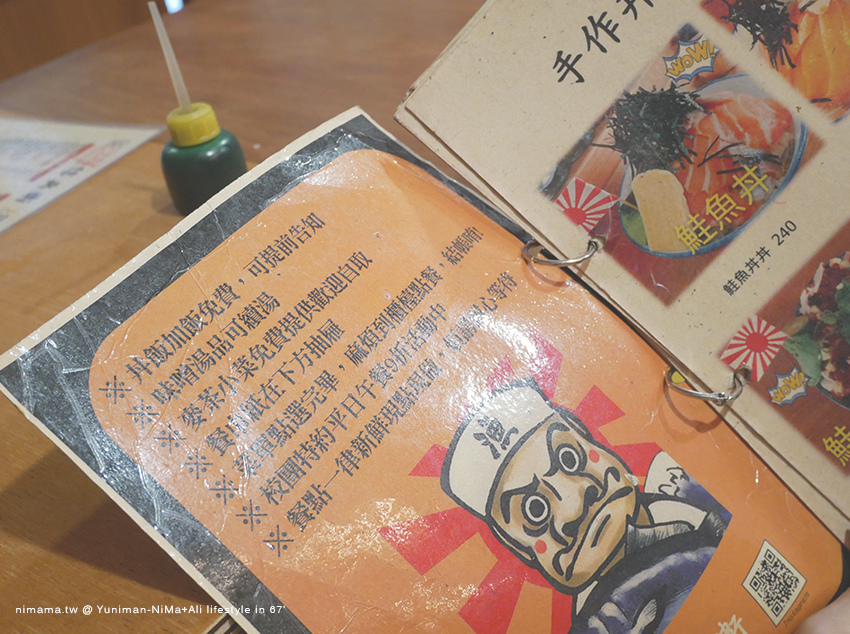 ※ 丼飯加飯免費，可提前告知
※ 味噌湯品可續湯
※ 麥茶小菜免費提供歡迎自取
※ 餐具放在下方抽屜
※ 菜單點選完畢，麻煩到櫃檯點餐、結帳唷!
※ 校園特約平日午餐9折活動中
※ 餐點一律新鮮現點現做，敬請耐心等待
漁
手作丼
WOW!
鮭魚丼
鮭魚丼丼 240
WOW!
鮭
nimama.tw @ Yuniman-NiMa+Ali lifestyle in 67'